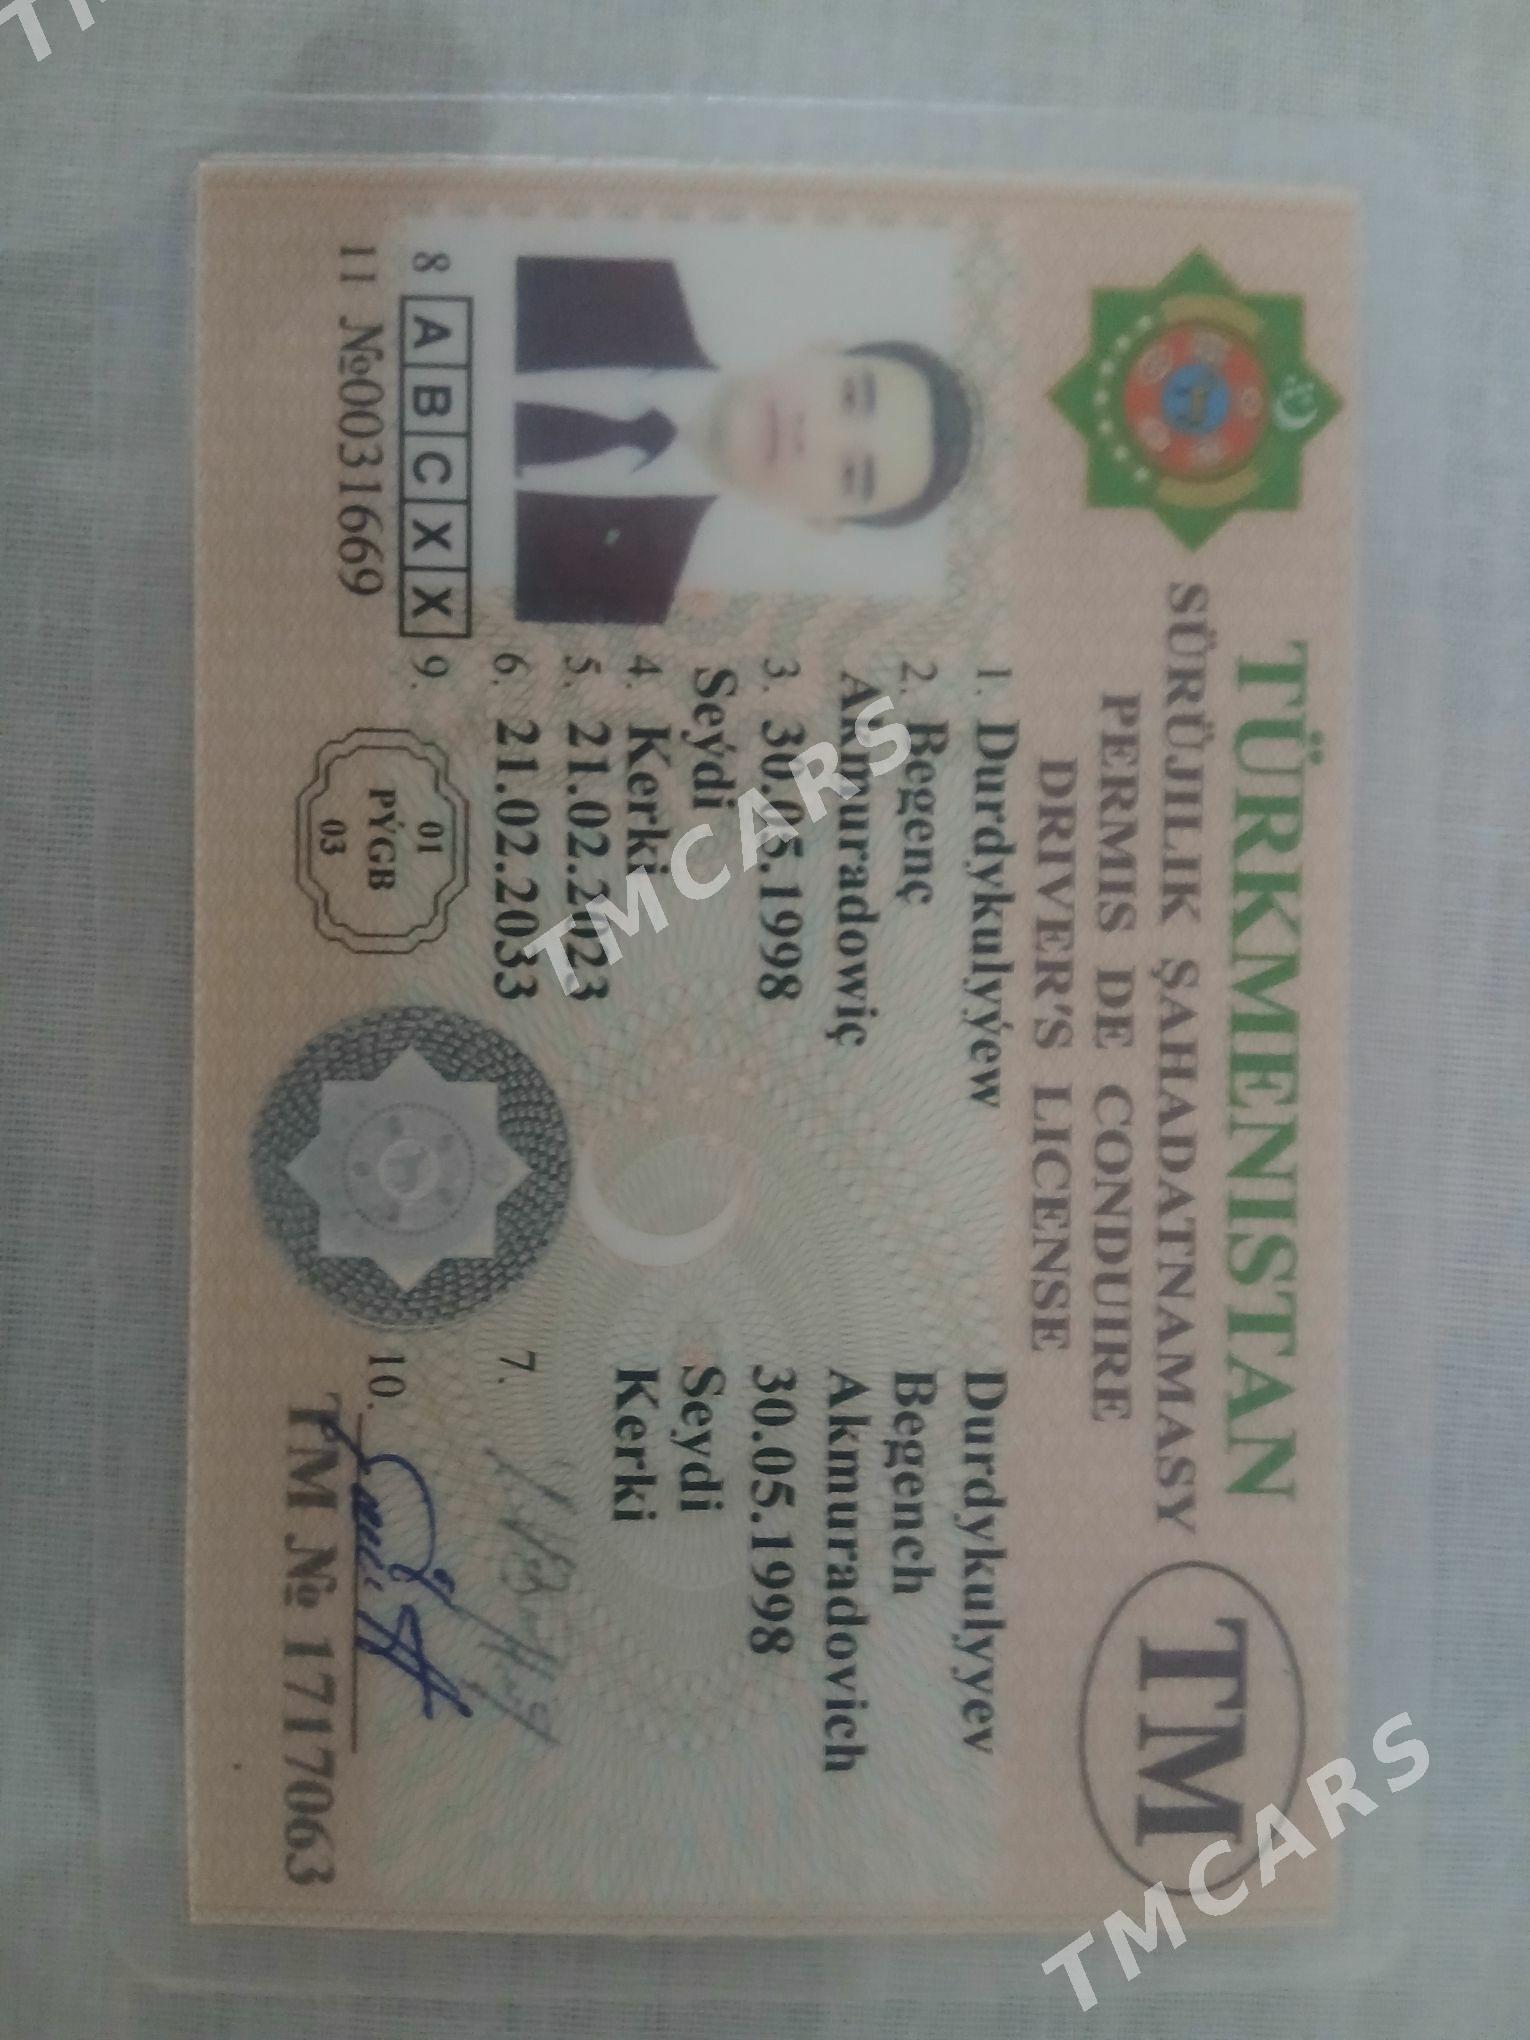 TÜRKMENISTAN
SÜRÜJILIK ŞAHADATNAMASY
PERMIS DE CONDUIRE
DRIVER'S LICENSE
TM
1. Durdykulyýew Durdykulyyev
2. Begenç Begench
Akmuradowiç Akmuradovich
3. 30.05.1998 30.05.1998
Seýdi Seydi
4. Kerki Kerki
5. 21.02.2023
6. 21.02.2033
7.
8 A B C X X 9.
01
PÝGB
03
10.
11 №0031669
TM № 1717063
TMCARS
TMCARS